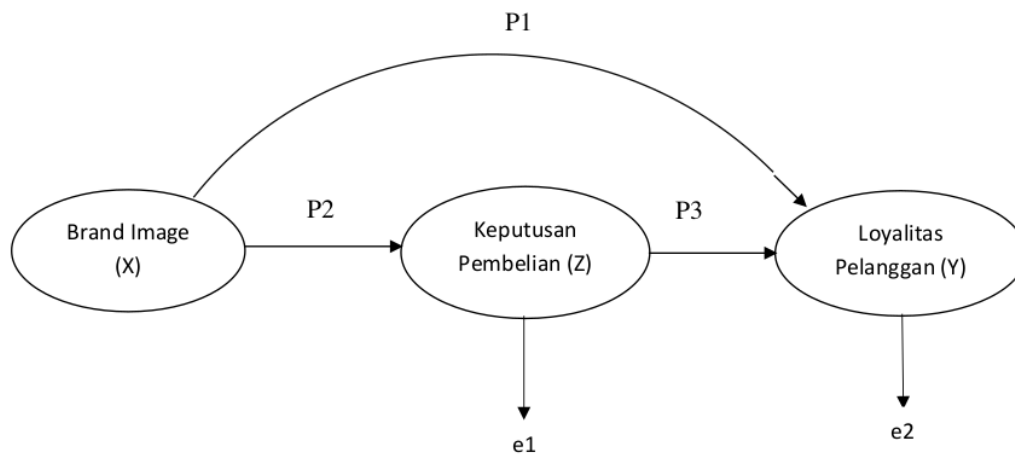 P1
Brand Image
(X)
P2
Keputusan
Pembelian (Z)
P3
Loyalitas
Pelanggan (Y)
e1
e2